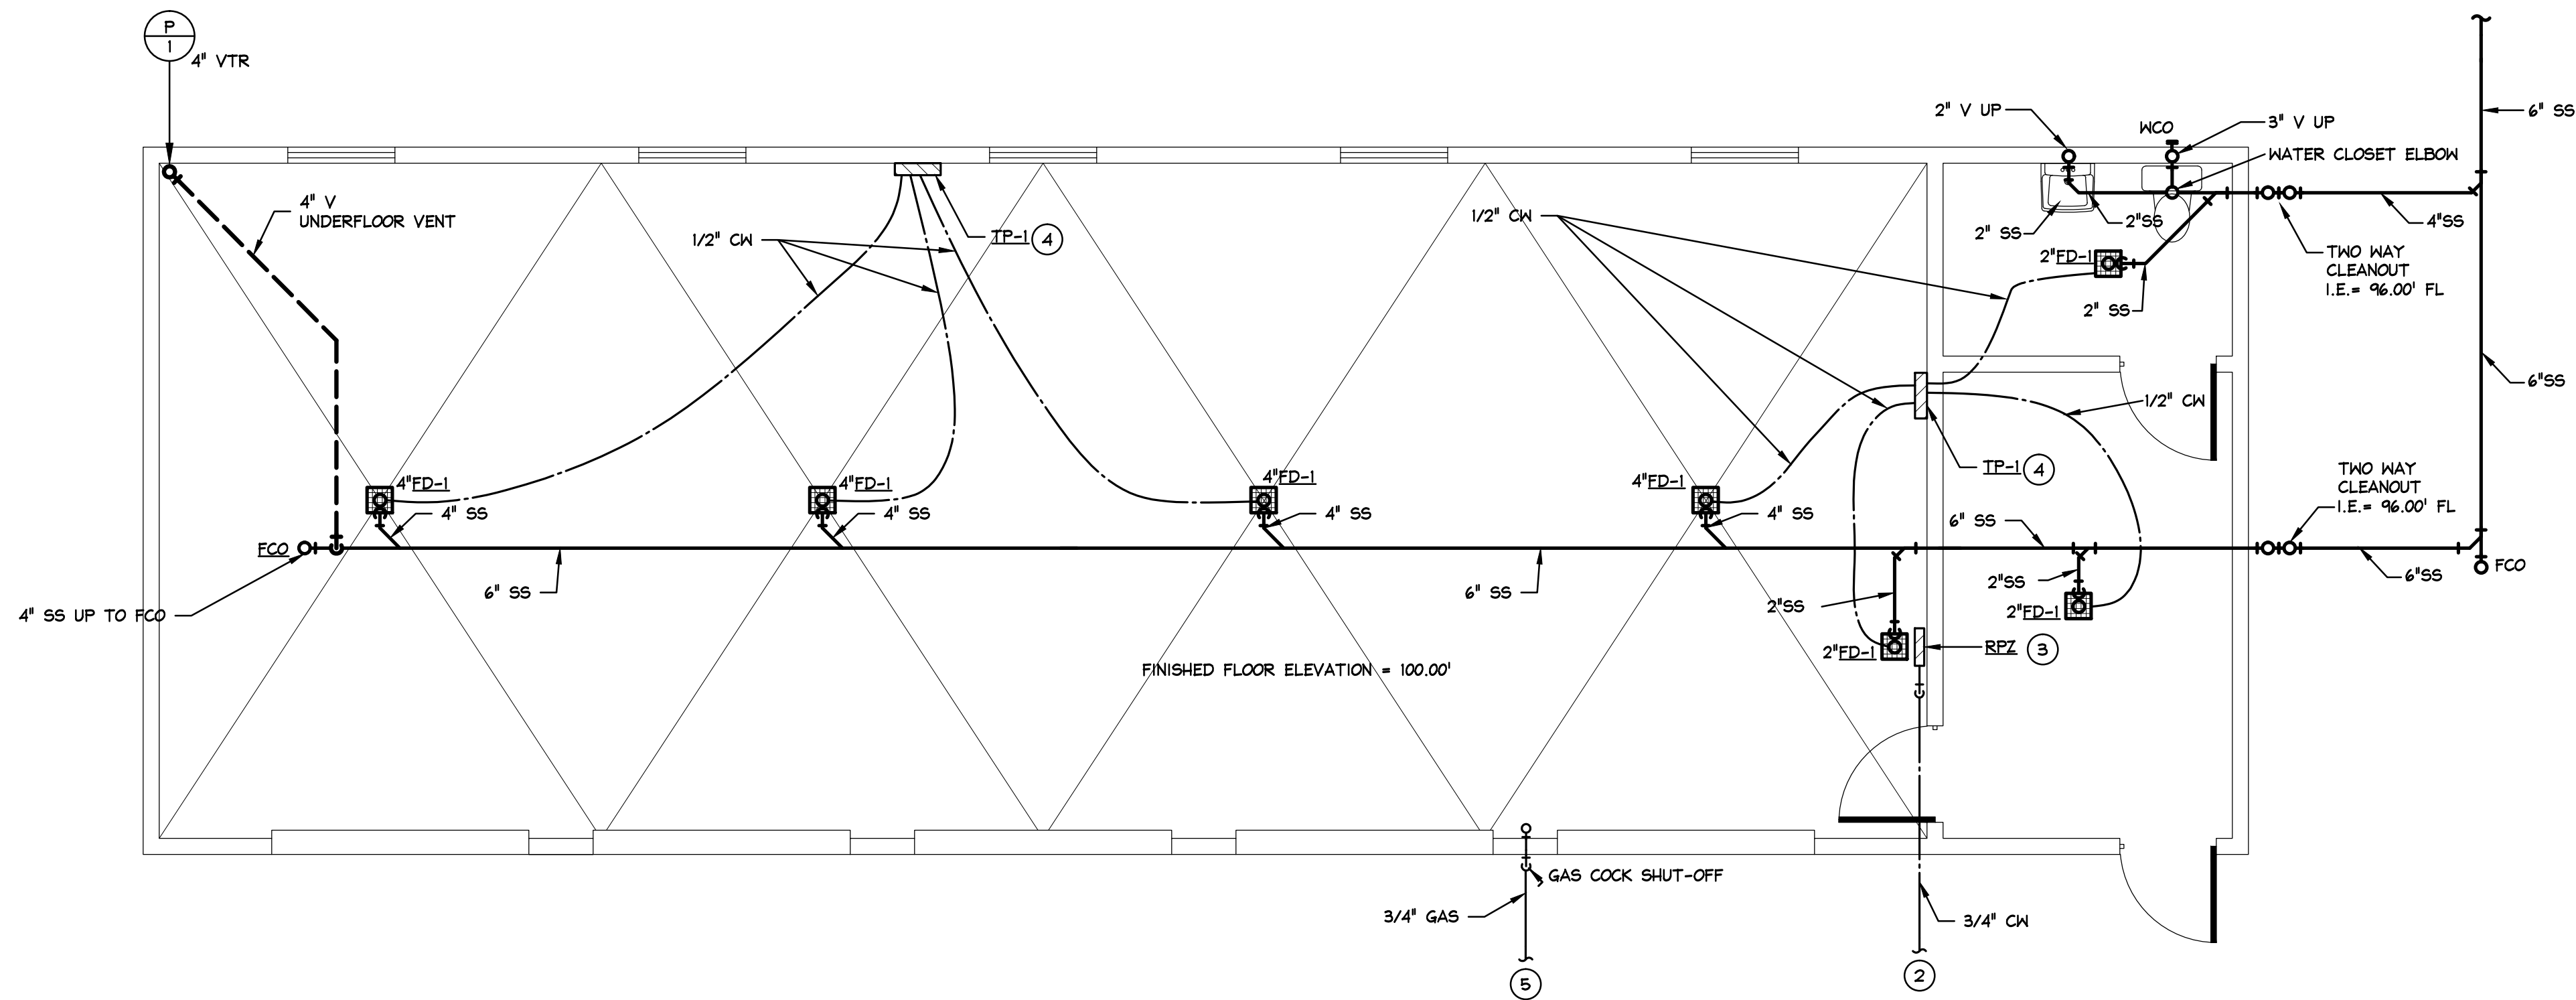 P
1
4" VTR
2" V UP
WCO
3" V UP
WATER CLOSET ELBOW
6" SS
4" V
UNDERFLOOR VENT
1/2" CW
TP-1 4
1/2" CW
2" SS
2"SS
4"SS
2"FD-1
2" SS
TWO WAY
CLEANOUT
I.E.= 96.00' FL
6"SS
1/2" CW
4"FD-1
4" SS
4"FD-1
4" SS
4"FD-1
4" SS
4"FD-1
4" SS
TP-1 4
TWO WAY
CLEANOUT
I.E.= 96.00' FL
6" SS
FCO
4" SS UP TO FCO
6" SS
6" SS
2"SS
2"SS
2"FD-1
6"SS
FCO
2"FD-1
RPZ 3
FINISHED FLOOR ELEVATION = 100.00'
GAS COCK SHUT-OFF
3/4" GAS
3/4" CW
5
2